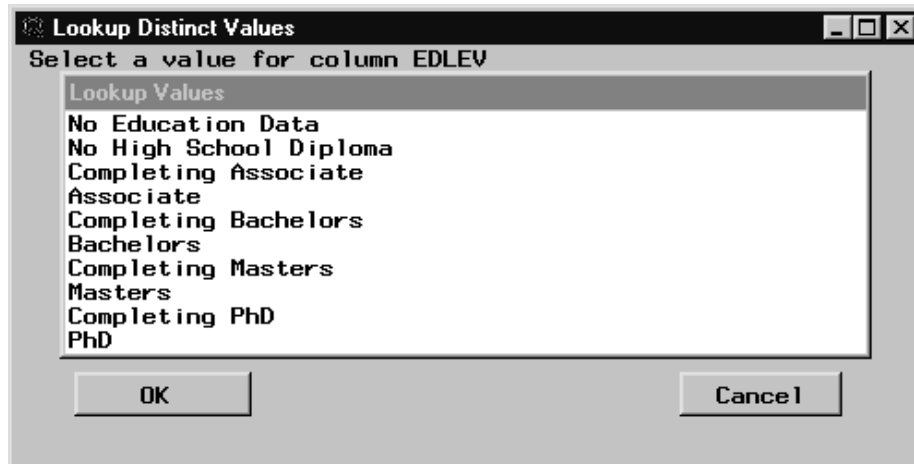 Lookup Distinct Values
Select a value for column EDLEV
Lookup Values
No Education Data
No High School Diploma
Completing Associate
Associate
Completing Bachelors
Bachelors
Completing Masters
Masters
Completing PhD
PhD
OK Cancel